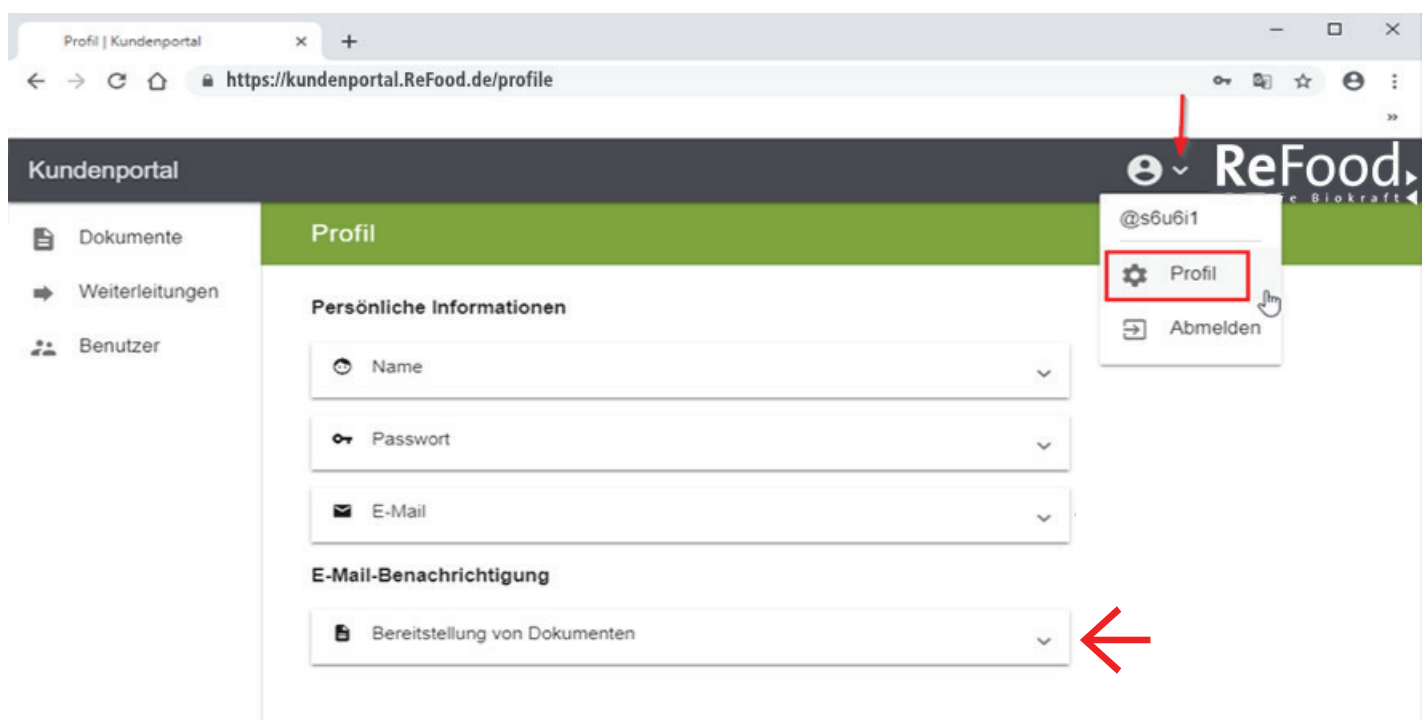 Profil | Kundenportal
https://kundenportal.ReFood.de/profile
Kundenportal
ReFood
e Biokraft
@s6u6i1
Profil
Abmelden
Dokumente
Weiterleitungen
Benutzer
Profil
Persönliche Informationen
Name
Passwort
E-Mail
E-Mail-Benachrichtigung
Bereitstellung von Dokumenten